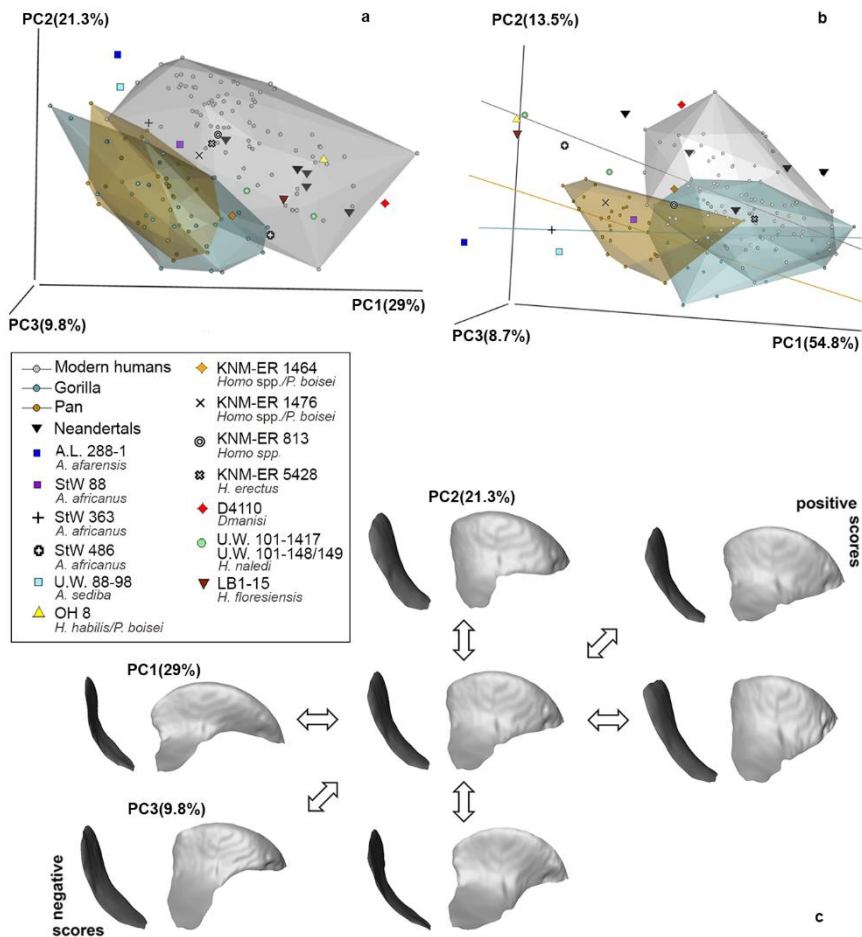 PC2(21.3%)
a
PC1(29%)
PC3(9.8%)
PC2(13.5%)
b
PC3(8.7%)
PC1(54.8%)
Modern humans
Gorilla
Pan
Neandertals
A.L. 288-1
A. afarensis
StW 88
A. africanus
StW 363
A. africanus
StW 486
A. africanus
U.W. 88-98
A. sediba
OH 8
H. habilis/P. boisei
KNM-ER 1464
Homo spp./P. boisei
KNM-ER 1476
Homo spp./P. boisei
KNM-ER 813
Homo spp.
KNM-ER 5428
H. erectus
D4110
Dmanisi
U.W. 101-1417
U.W. 101-148/149
H. naledi
LB1-15
H. floresiensis
PC2(21.3%)
positive
scores
PC1(29%)
PC3(9.8%)
negative
scores
c